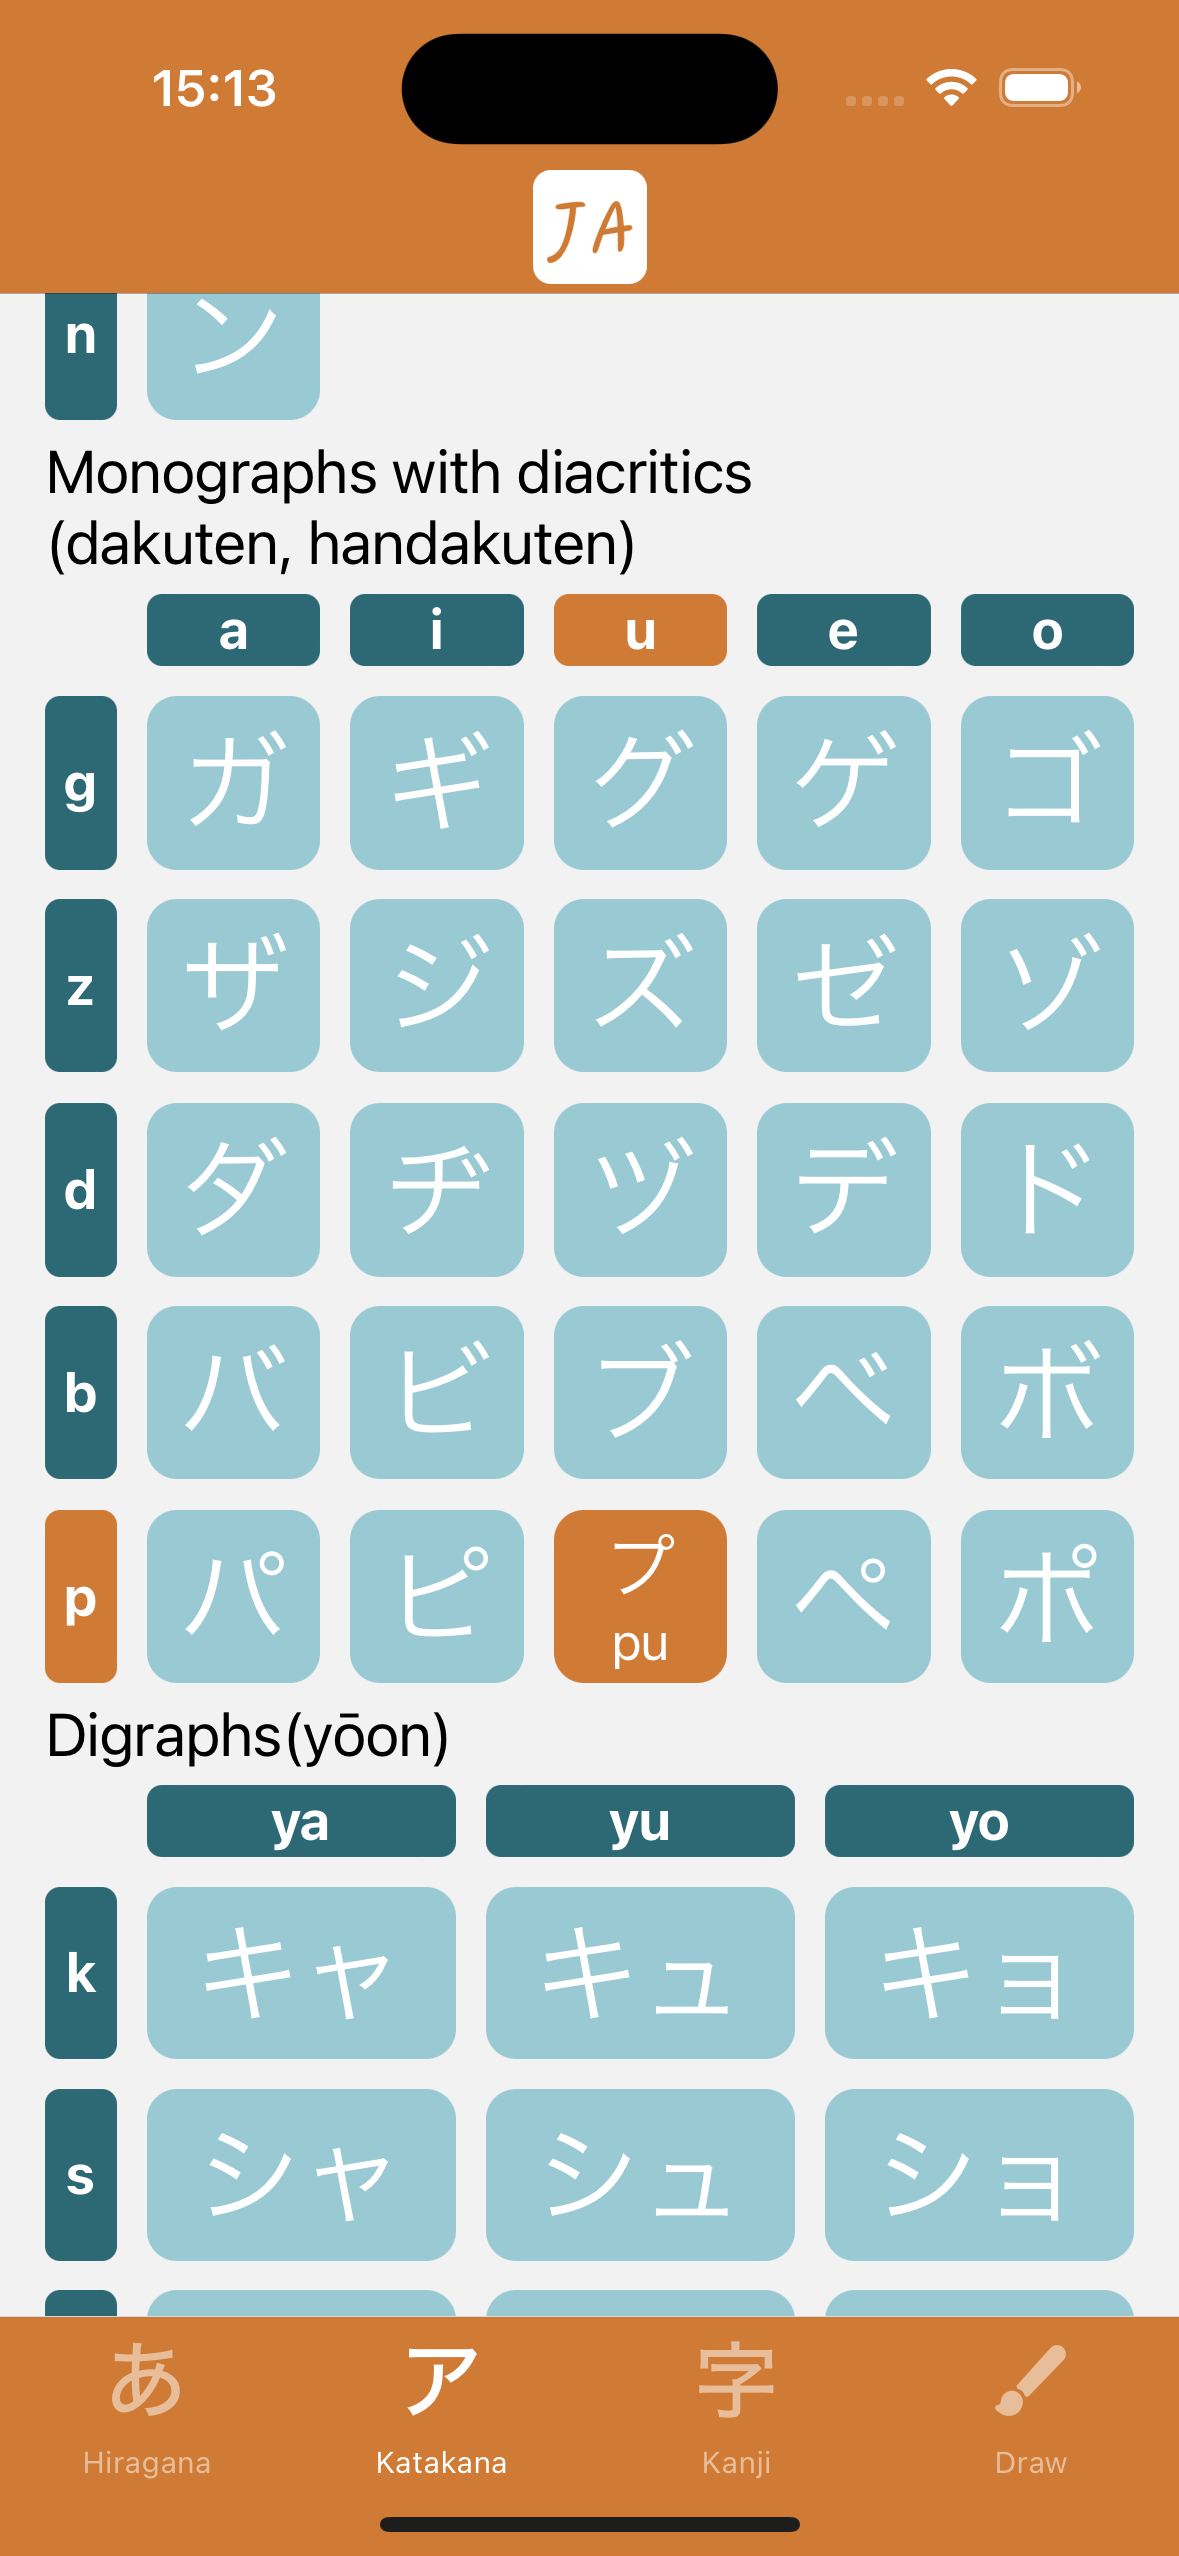 15:13
JA
n ン
Monographs with diacritics
(dakuten, handakuten)
a i u e o
g ガ ギ グ ゲ ゴ
z ザ ジ ズ ゼ ゾ
d ダ ヂ ヅ デ ド
b バ ビ ブ ベ ボ
p パ ピ プ ペ ポ
pu
Digraphs(yōon)
ya yu yo
k キャ キュ キョ
s シャ シュ ショ
あ ア 字
Hiragana Katakana Kanji Draw